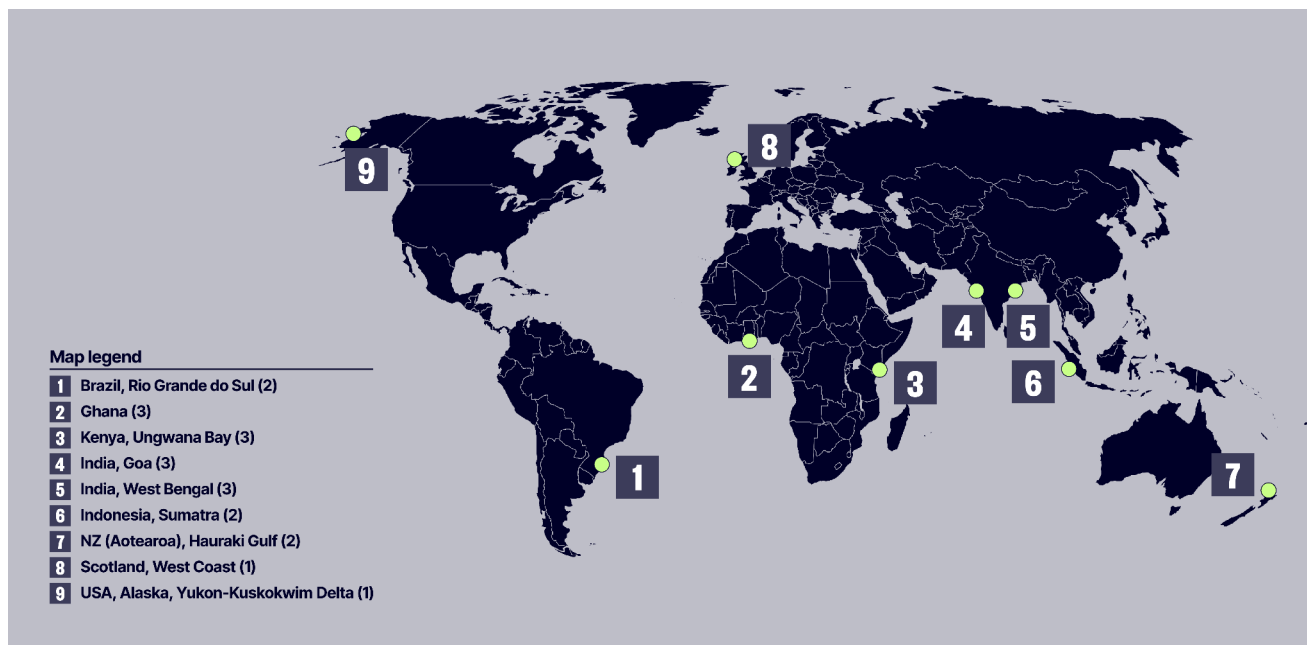 9
8
4
5
2
3
6
1
7
Map legend
1 Brazil, Rio Grande do Sul (2)
2 Ghana (3)
3 Kenya, Ungwana Bay (3)
4 India, Goa (3)
5 India, West Bengal (3)
6 Indonesia, Sumatra (2)
7 NZ (Aotearoa), Hauraki Gulf (2)
8 Scotland, West Coast (1)
9 USA, Alaska, Yukon-Kuskokwim Delta (1)